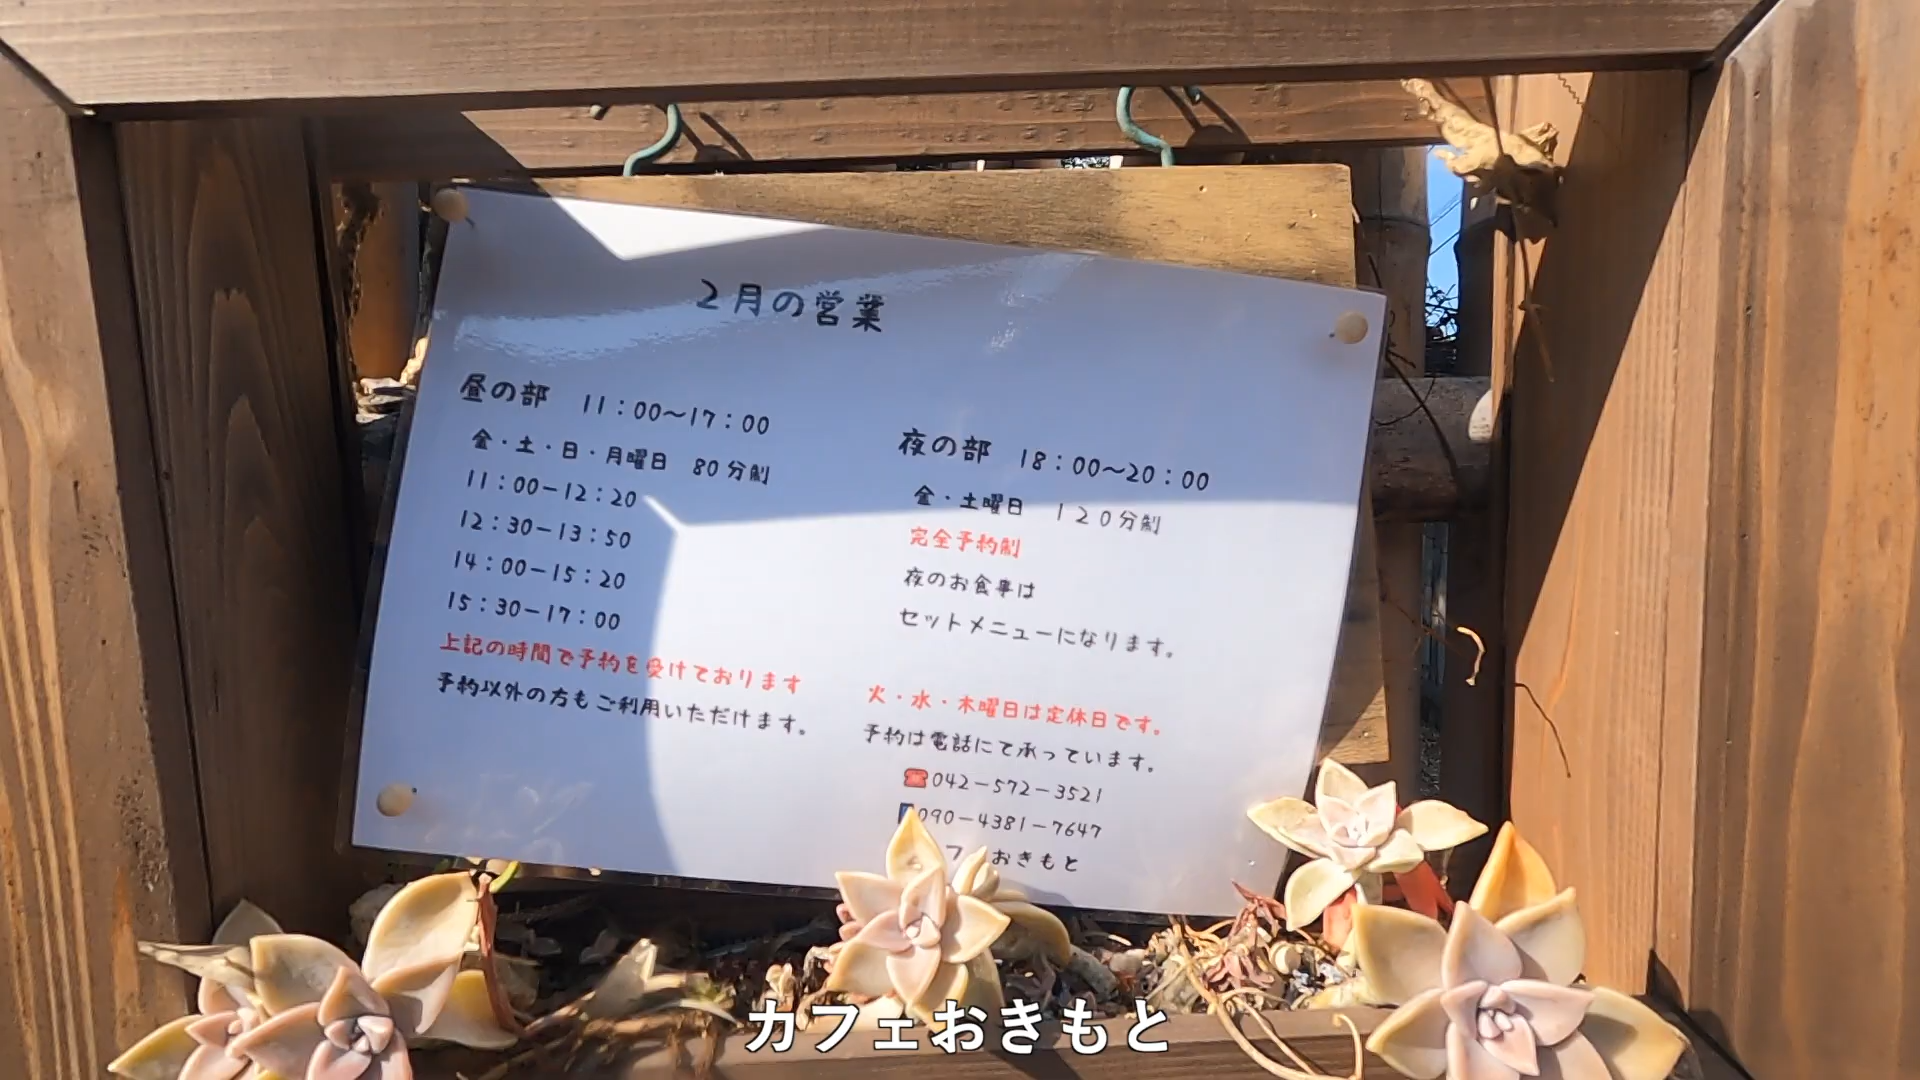 2月の営業
昼の部 11:00~17:00
金・土・日・月曜日 80分制
11:00-12:20
12:30-13:50
14:00-15:20
15:30-17:00
上記の時間で予約を受けております
予約以外の方もご利用いただけます。
夜の部 18:00~20:00
金・土曜日 120分制
完全予約制
夜のお食事は
セットメニューになります。
火・水・木曜日は定休日です。
予約は電話にて承っています。
☎042-572-3521
090-4381-7647
フ おきもと
カフェおきもと